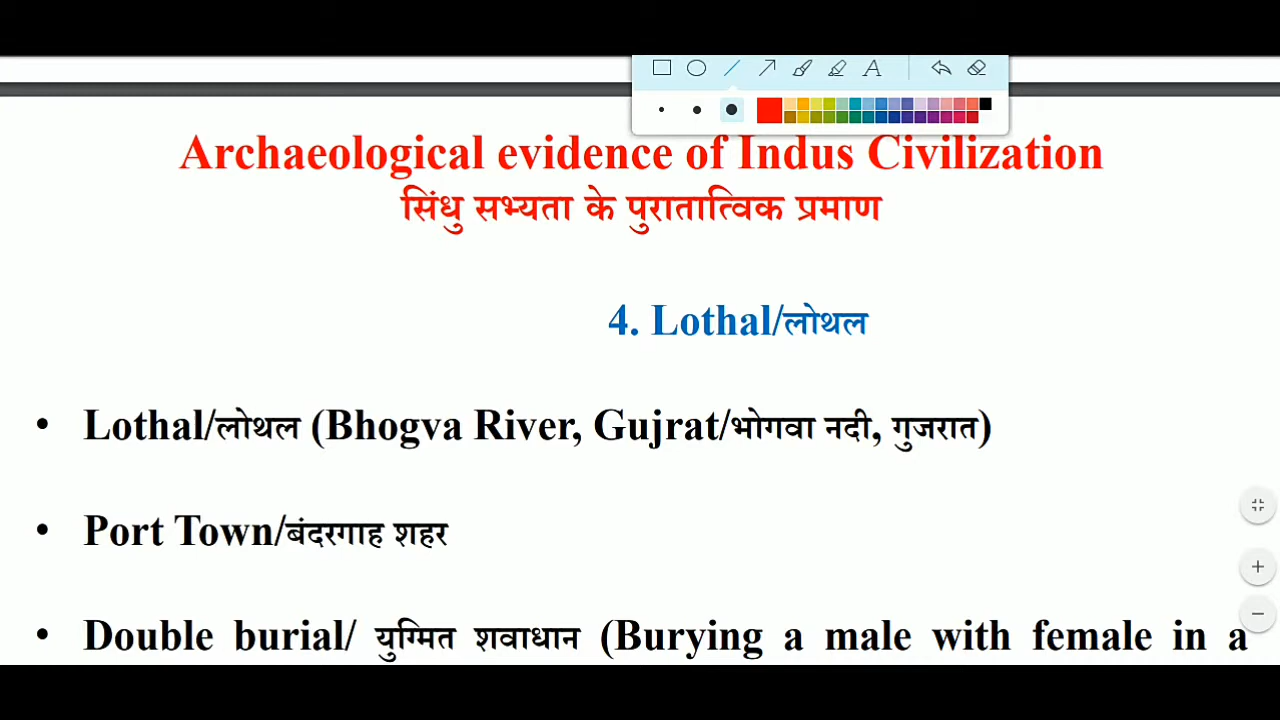 Archaeological evidence of Indus Civilization
सिंधु सभ्यता के पुरातात्विक प्रमाण
4. Lothal/लोथल
• Lothal/लोथल (Bhogva River, Gujrat/भोगवा नदी, गुजरात)
• Port Town/बंदरगाह शहर
• Double burial/ युग्मित शवाधान (Burying a male with female in a